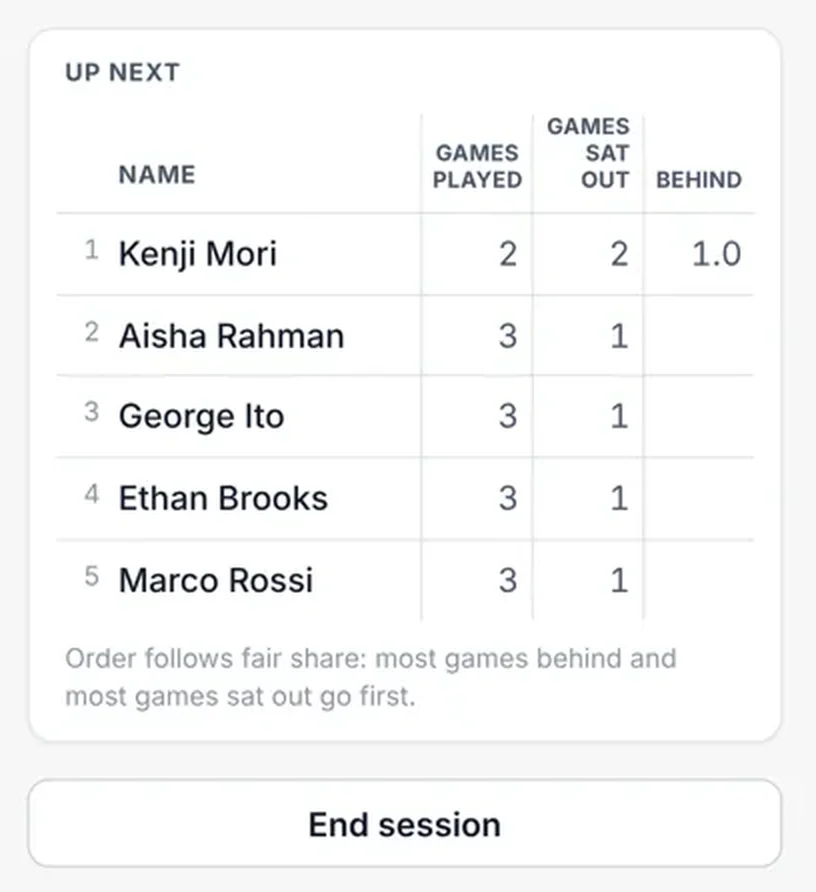 UP NEXT
NAME GAMES PLAYED GAMES SAT OUT BEHIND
1 Kenji Mori 2 2 1.0
2 Aisha Rahman 3 1
3 George Ito 3 1
4 Ethan Brooks 3 1
5 Marco Rossi 3 1
Order follows fair share: most games behind and
most games sat out go first.
End session